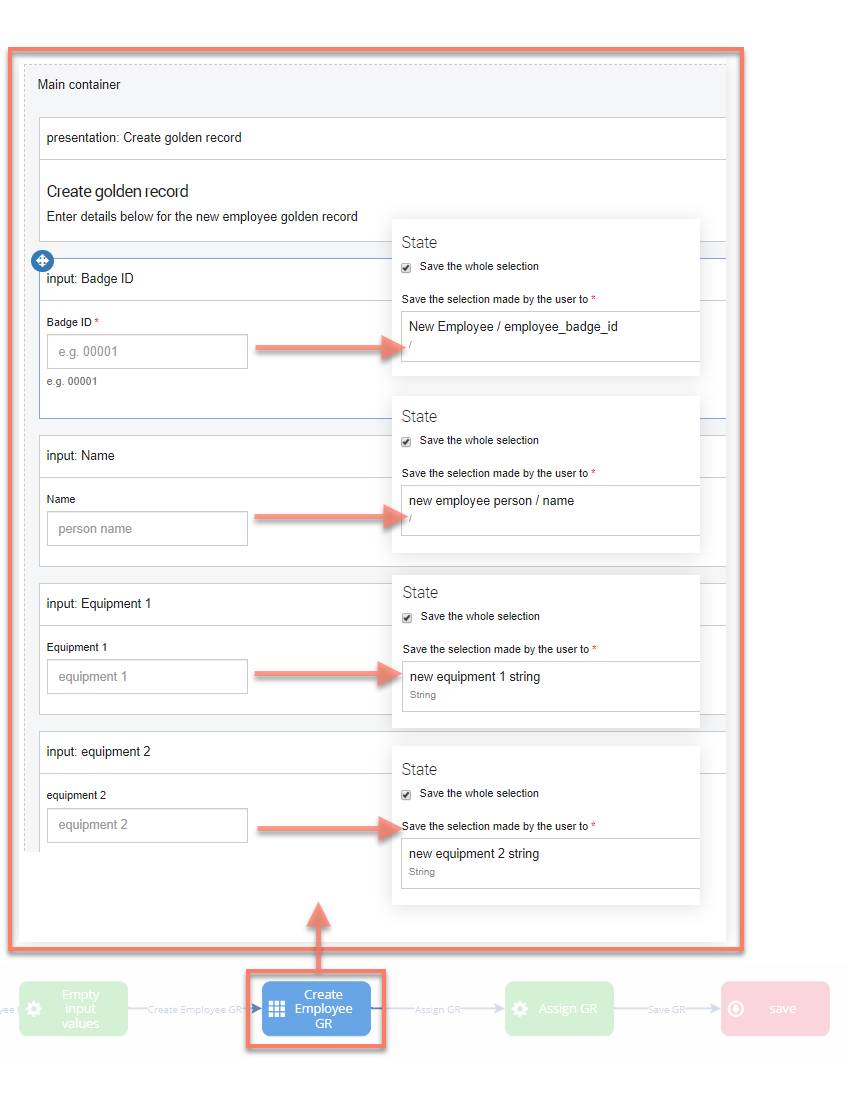 Main container
presentation: Create golden record
Create golden record
Enter details below for the new employee golden record
State
Save the whole selection
input: Badge ID
Save the selection made by the user to *
Badge ID *
New Employee / employee_badge_id
/
e.g. 00001
e.g. 00001
State
Save the whole selection
input: Name
Save the selection made by the user to *
Name
new employee person / name
/
person name
State
input: Equipment 1
Save the whole selection
Equipment 1
Save the selection made by the user to *
equipment 1
new equipment 1 string
String
input: equipment 2
State
Save the whole selection
equipment 2
equipment 2
Save the selection made by the user to *
new equipment 2 string
String
yee
Empty
input
values
Create Employee GR
Create
Employee
GR
Assign GR
Assign GR
Save GR
save